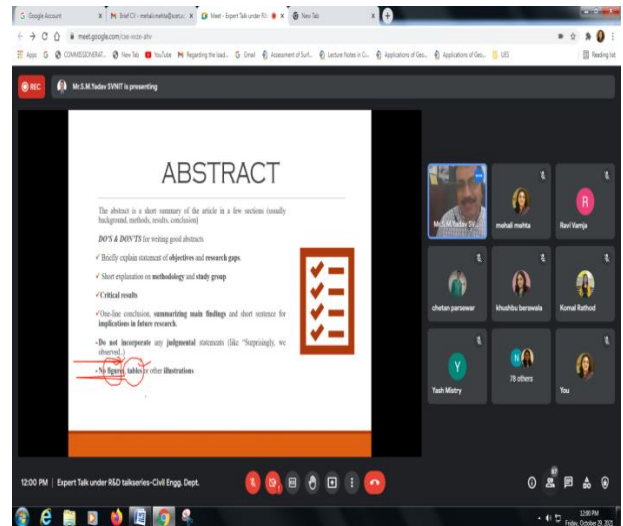 Google Account
Brief CV - mehali.mehta@scet.ac
Meet - Expert Talk under R&
New Tab
meet.google.com/
Apps
COMMISSIONERAT...
New Tab
YouTube
Regarding the load...
Gmail
Assessment of Surf...
Lecture Notes in G...
Applications of Geo...
Applications of Geo...
Reading list
REC
Mr.S.M.Yadav SVNIT is presenting
ABSTRACT
The abstract is a short summary of the article in a few sections (usually
background, methods, results, conclusion)
DO'S & DON'TS for writing good abstracts
✓ Briefly explain statement of objectives and research gaps.
✓ Short explanation on methodology and study group
✓ Critical results
✓ One-line conclusion, summarizing main findings and short sentence for
implications in future research.
- Do not incorporate any judgmental statements (like "Surprisingly, we
observed..)
- No figures, tables or other illustrations
Mr.S.M.Yadav SV...
mehali mehta
R
Ravi Vamja
chetan parsewar
khushbu berawala
Komal Rathod
Y
Yash Mistry
N
78 others
You
12:00 PM | Expert Talk under R&D talkseries-Civil Engg. Dept.
87
12:00 PM
Friday, October 29, 2021